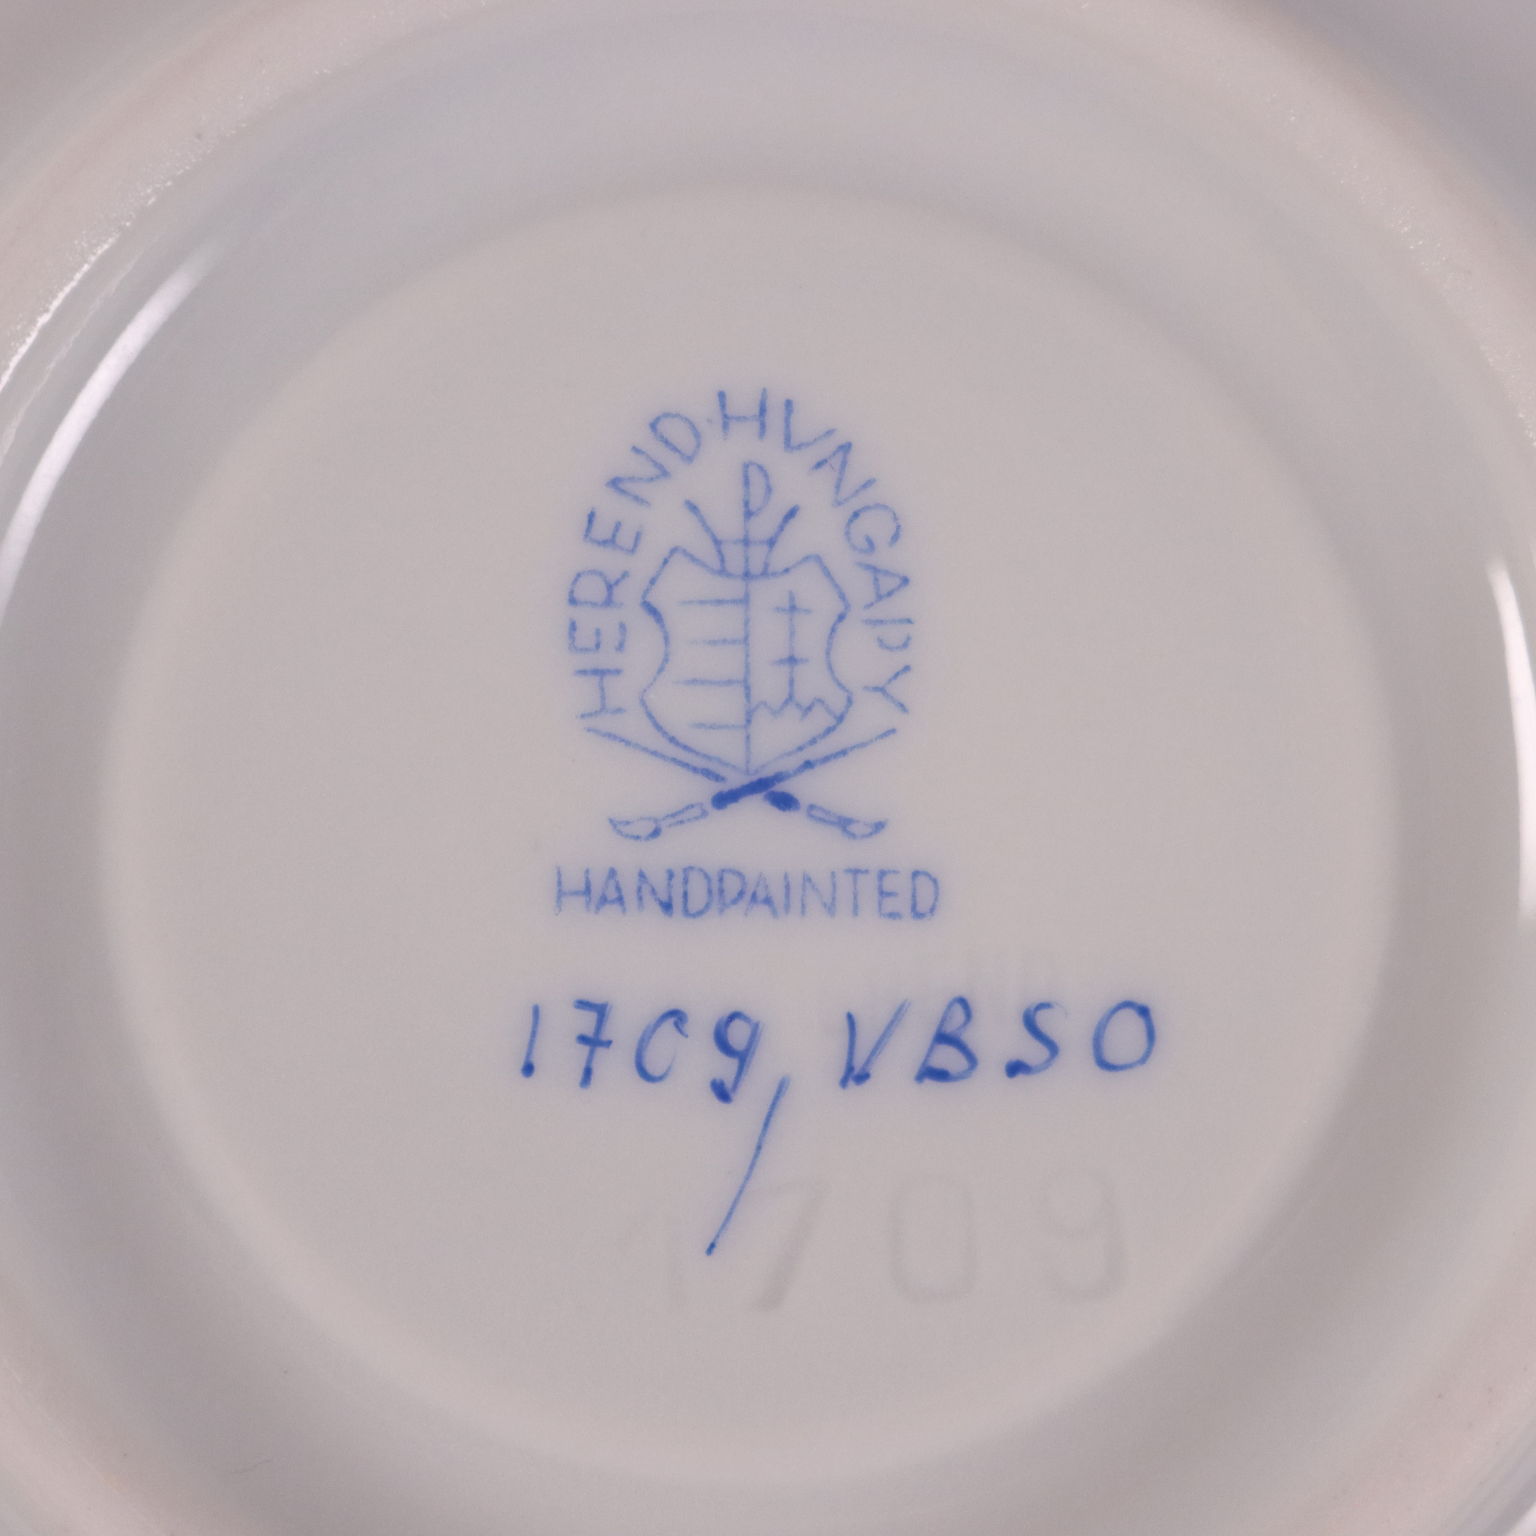 HEREND HUNGARY
HANDPAINTED
1709/VBSO
1709